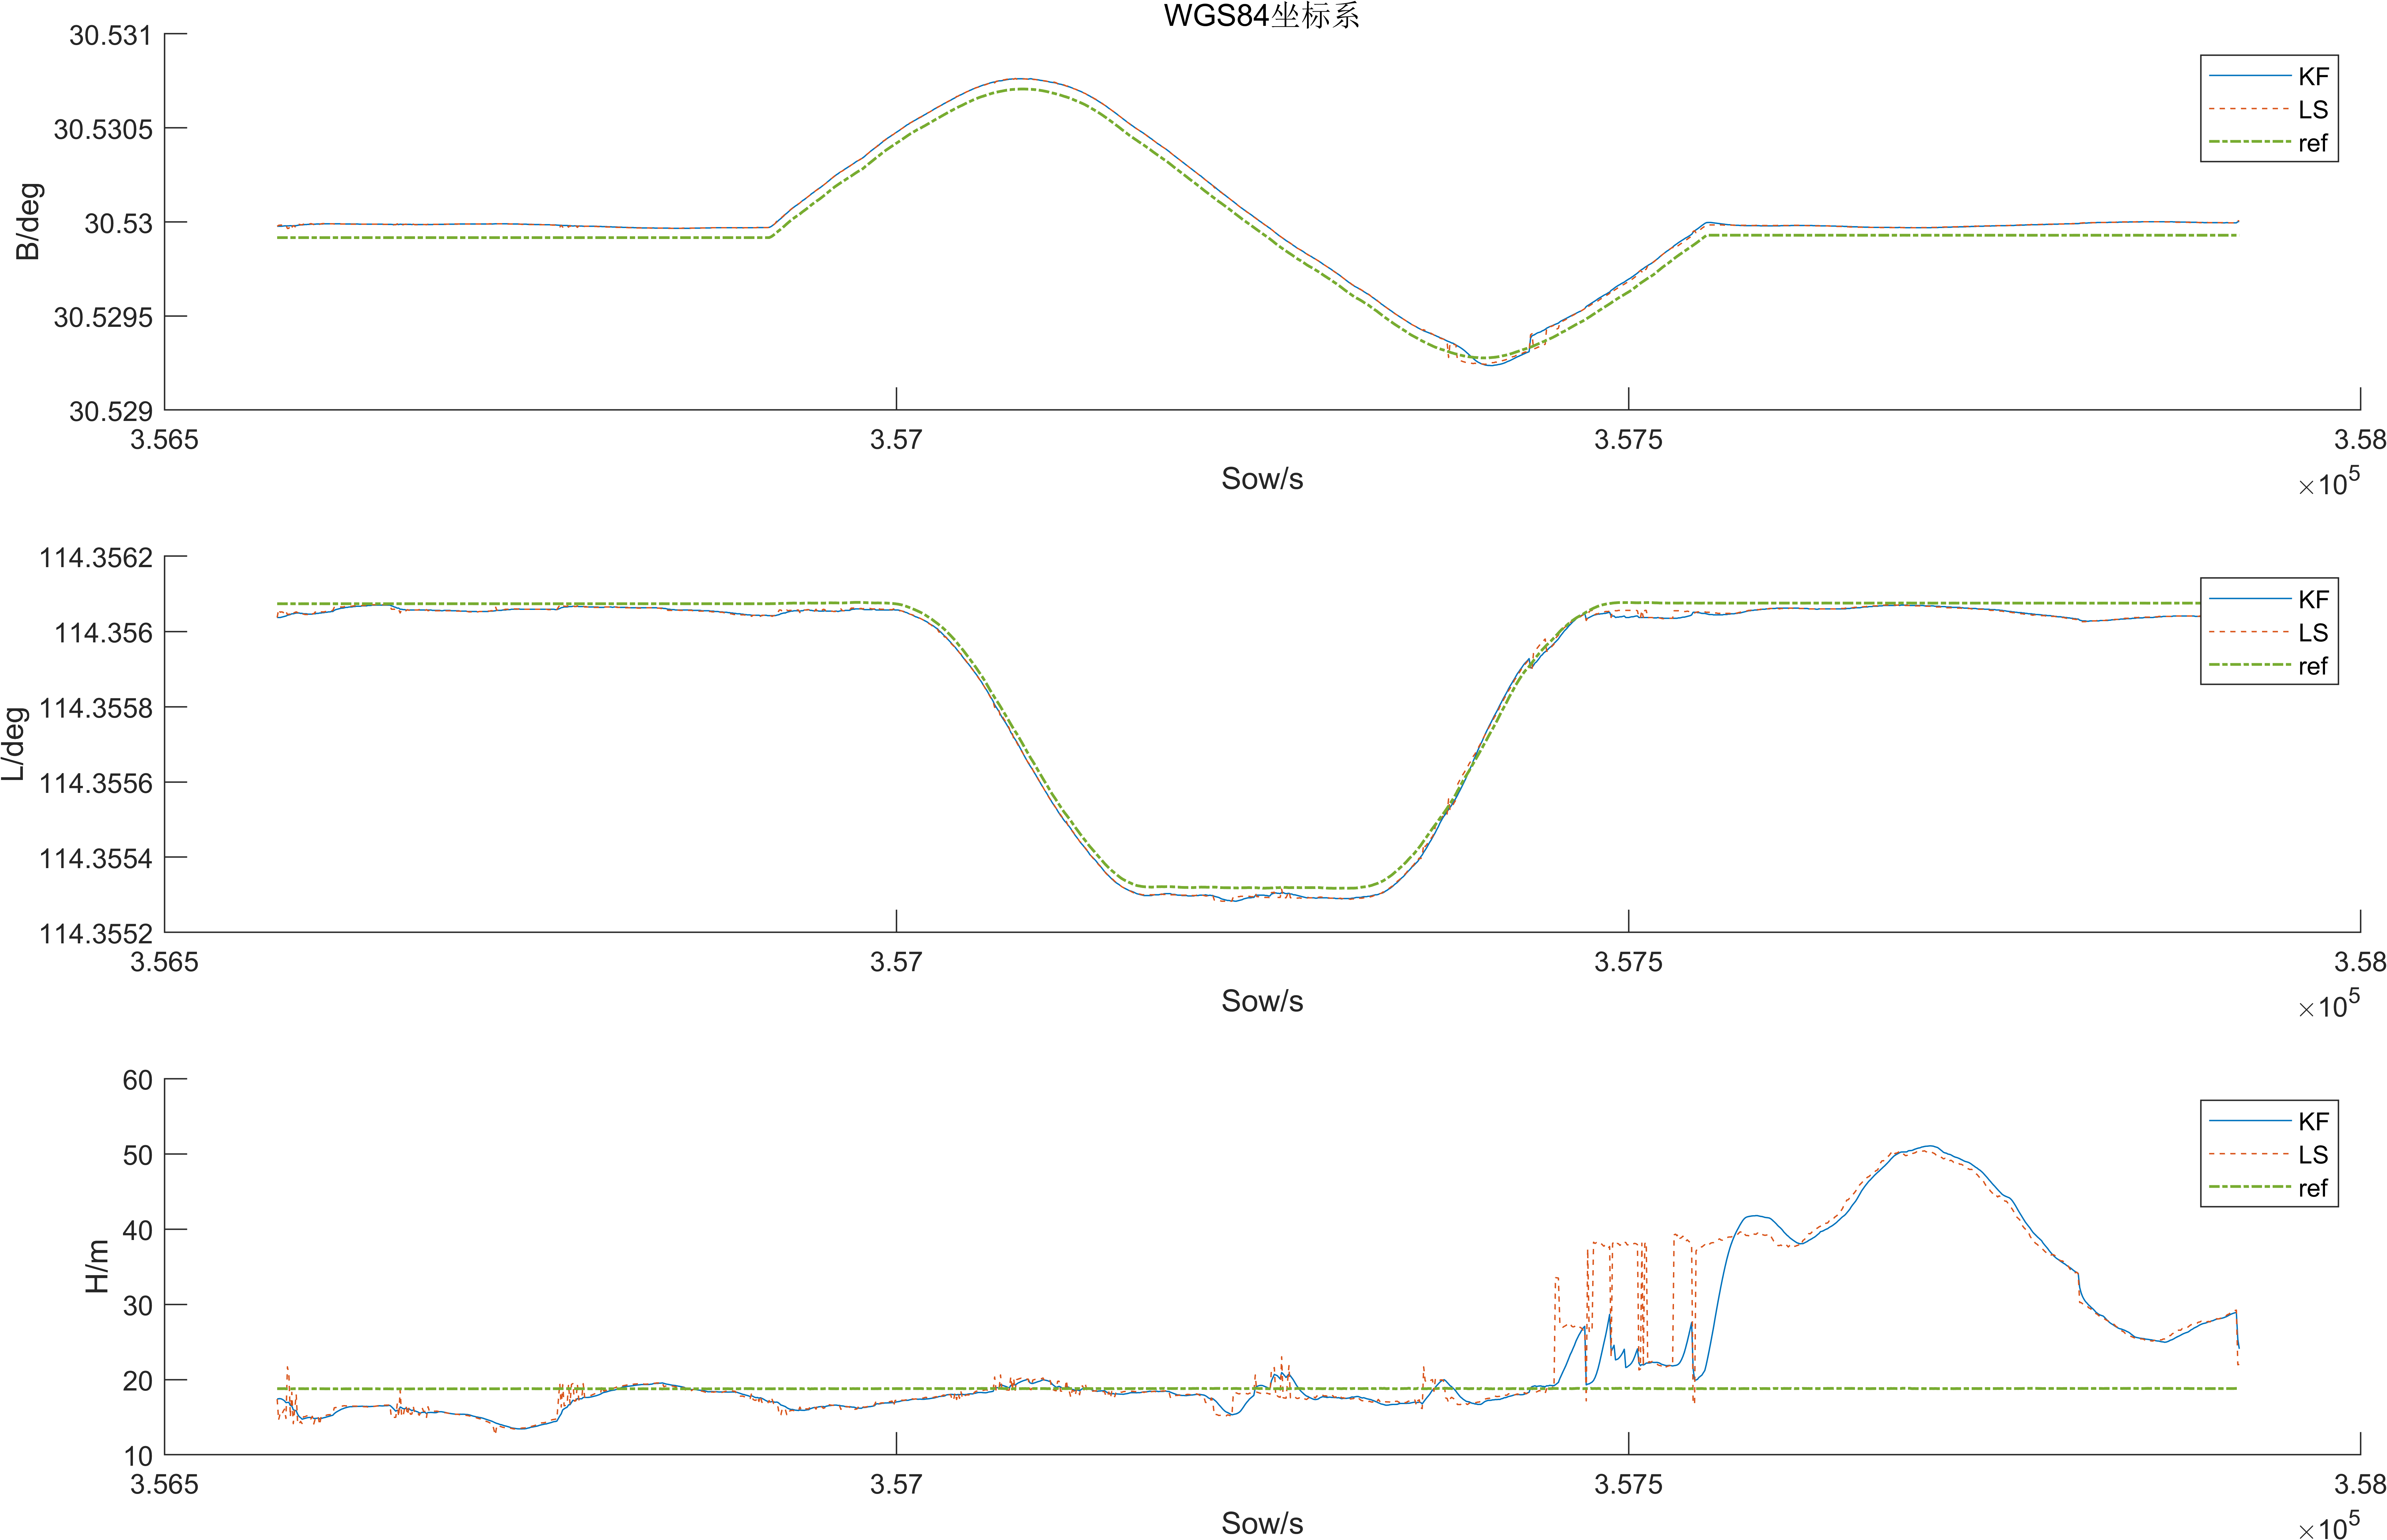 WGS84坐标系
30.531
30.5305
30.53
30.5295
30.529
B/deg
KF
LS
ref
3.565
3.57
3.575
3.58
Sow/s
×10^5
114.3562
114.356
114.3558
114.3556
114.3554
114.3552
L/deg
KF
LS
ref
3.565
3.57
3.575
3.58
Sow/s
×10^5
60
50
40
30
20
10
H/m
KF
LS
ref
3.565
3.57
3.575
3.58
Sow/s
×10^5